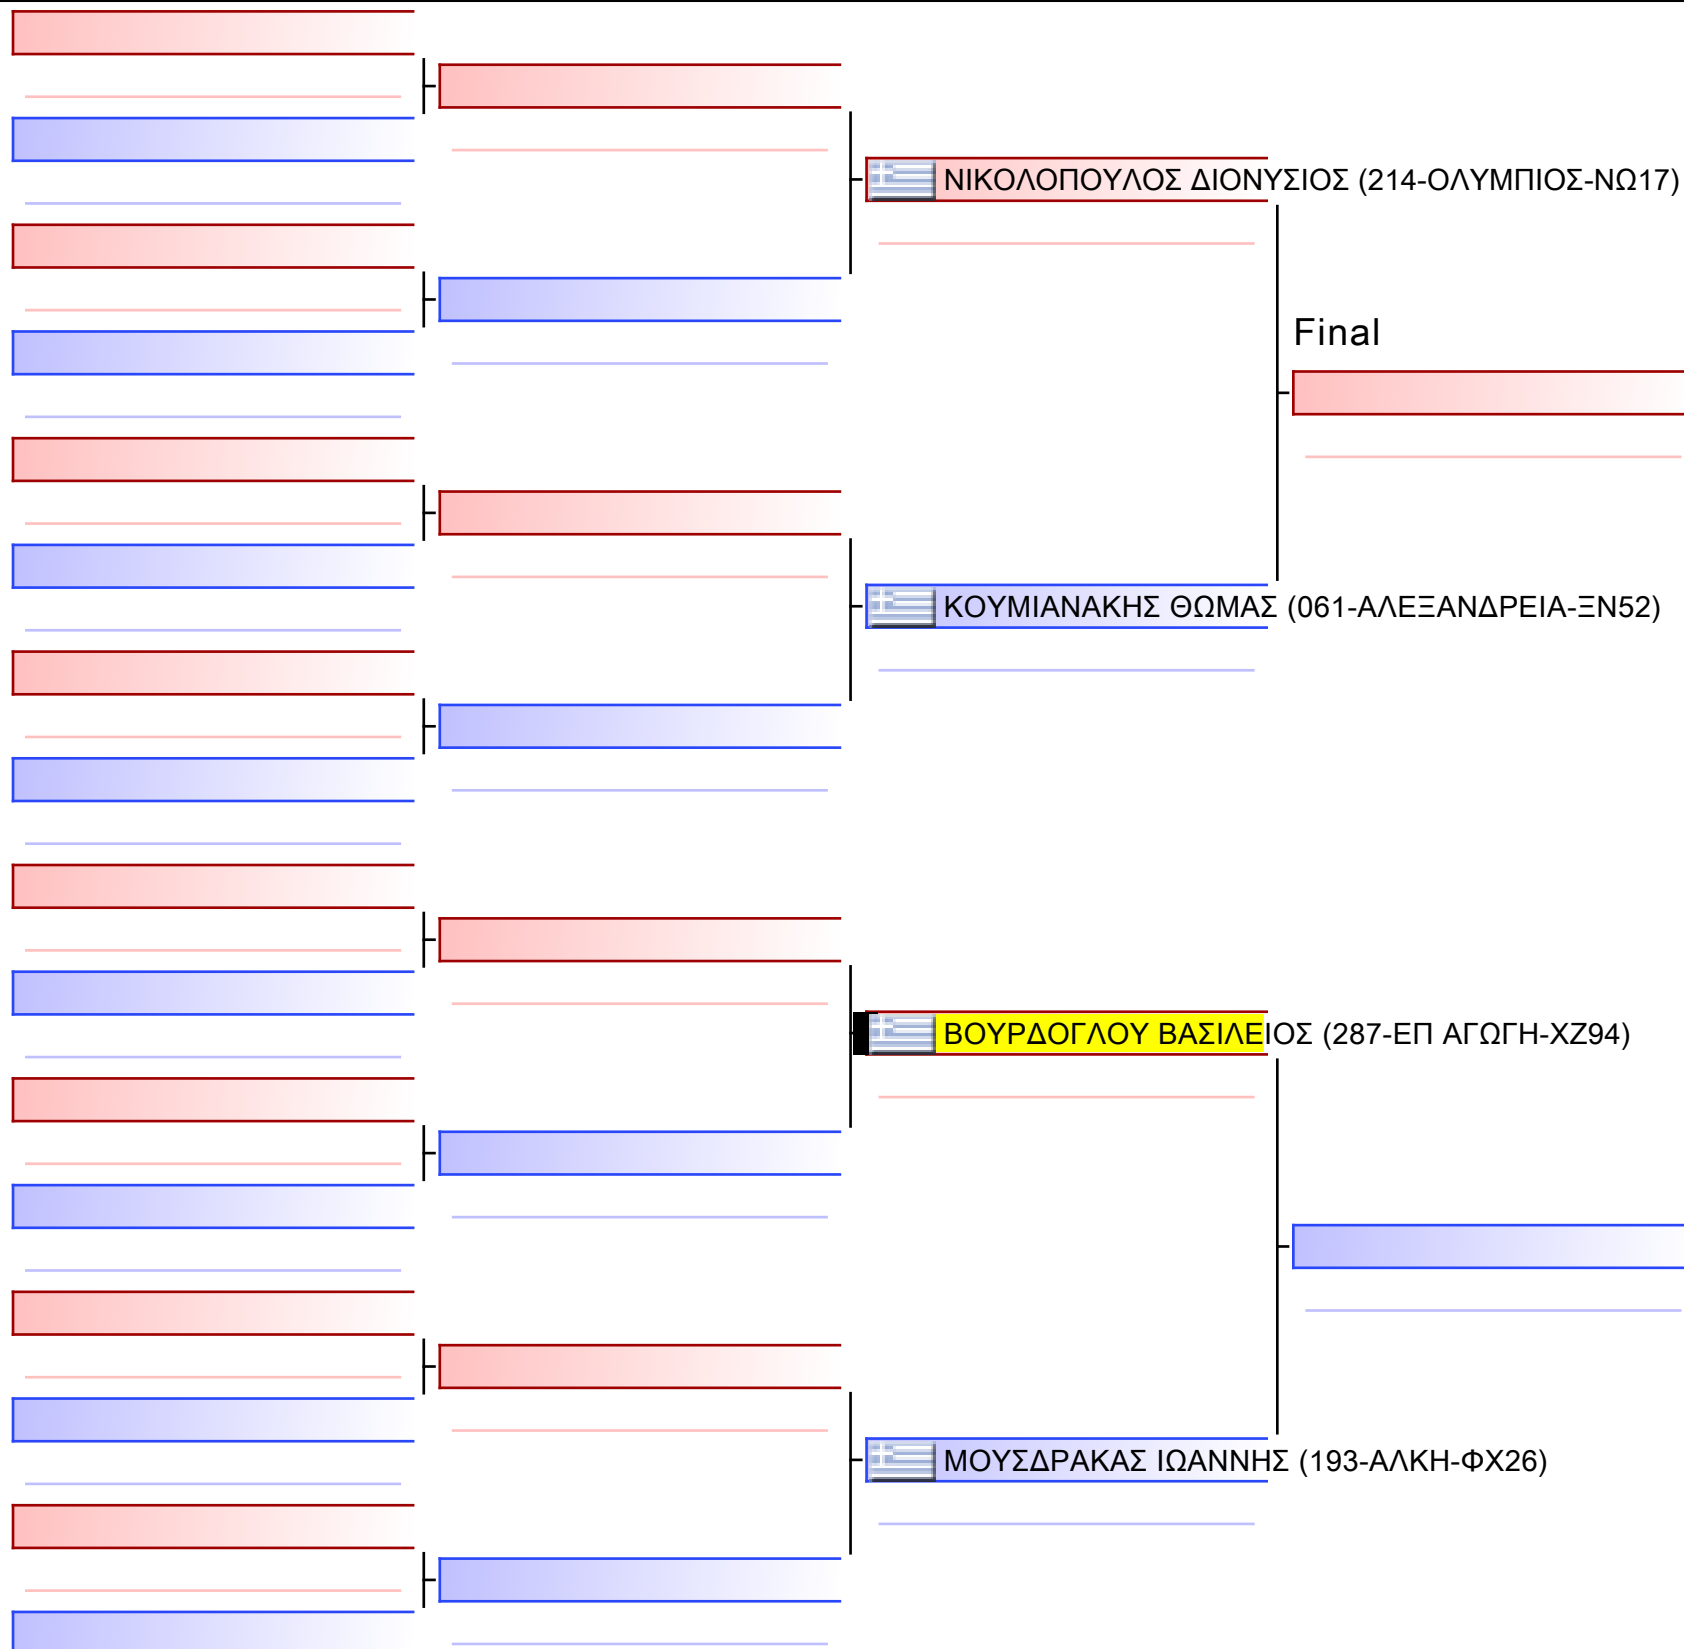 ΝΙΚΟΛΟΠΟΥΛΟΣ ΔΙΟΝΥΣΙΟΣ (214-ΟΛΥΜΠΙΟΣ-ΝΩ17)
Final
ΚΟΥΜΙΑΝΑΚΗΣ ΘΩΜΑΣ (061-ΑΛΕΞΑΝΔΡΕΙΑ-ΞΝ52)
ΒΟΥΡΔΟΓΛΟΥ ΒΑΣΙΛΕΙΟΣ (287-ΕΠ ΑΓΩΓΗ-ΧΖ94)
ΜΟΥΣΔΡΑΚΑΣ ΙΩΑΝΝΗΣ (193-ΑΛΚΗ-ΦΧ26)